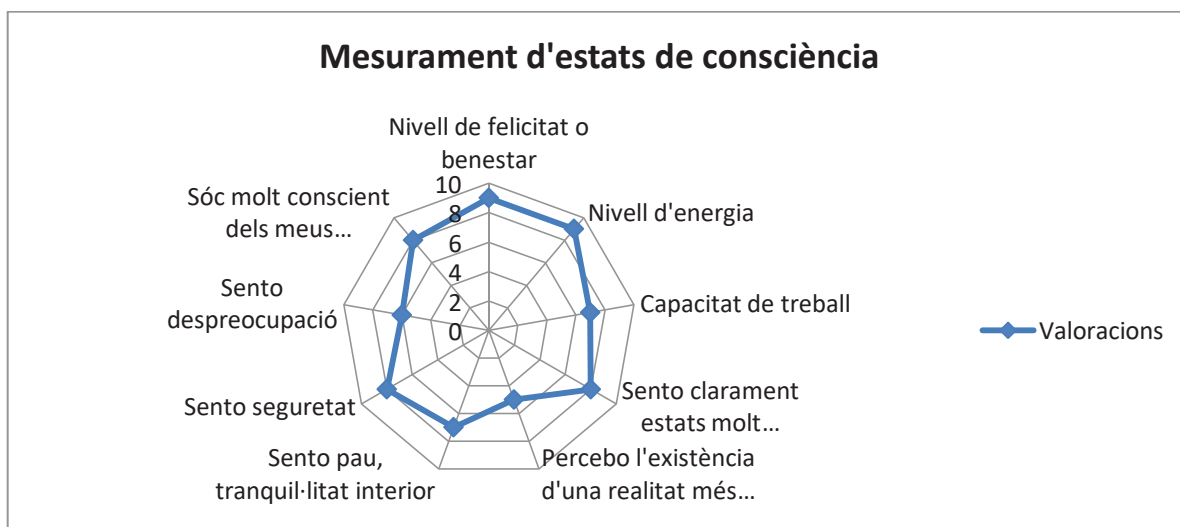 Mesurament d'estats de consciència
Nivell de felicitat o
benestar
Nivell d'energia
Capacitat de treball
Sento clarament
estats molt…
Percebo l'existència
d'una realitat més…
Sento pau,
tranquil·litat interior
Sento seguretat
Sento
despreocupació
Sóc molt conscient
dels meus…
10
8
6
4
2
0
Valoracions